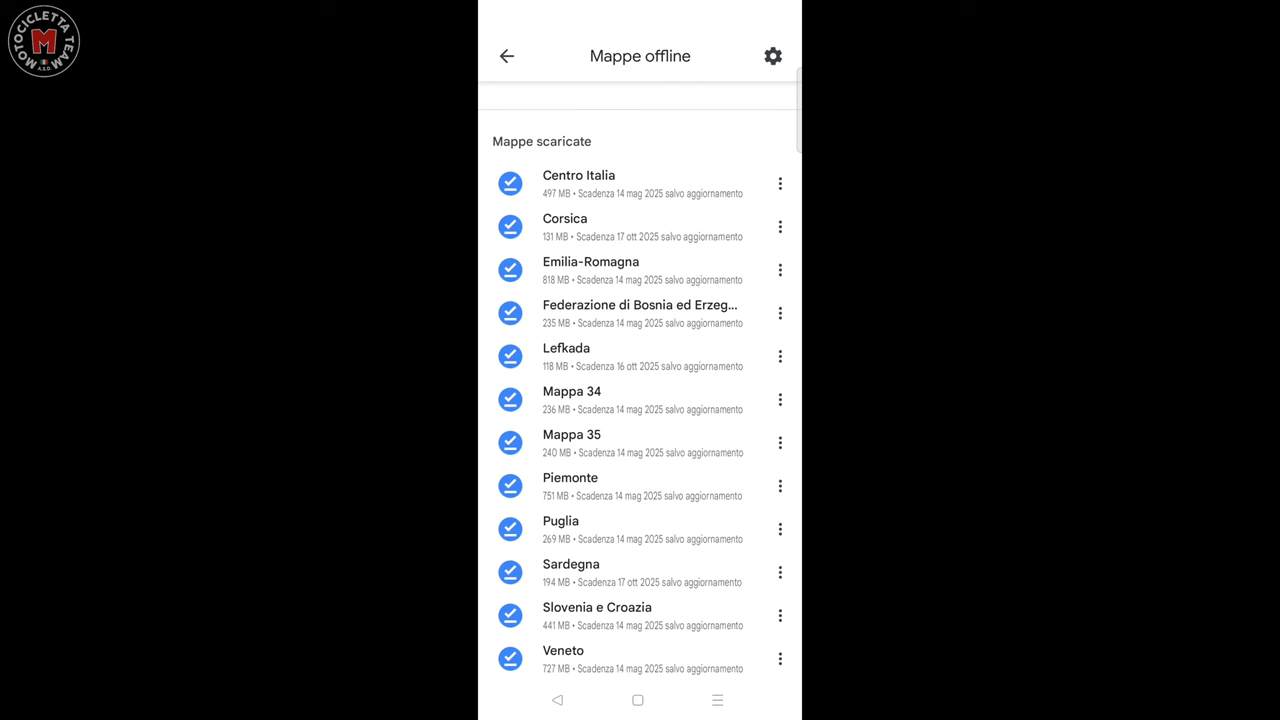 MOTOCICLETTA TEAM
M
A.S.D.
Mappe offline
Mappe scaricate
Centro Italia
497 MB • Scadenza 14 mag 2025 salvo aggiornamento
Corsica
131 MB • Scadenza 17 ott 2025 salvo aggiornamento
Emilia-Romagna
818 MB • Scadenza 14 mag 2025 salvo aggiornamento
Federazione di Bosnia ed Erzeg...
235 MB • Scadenza 14 mag 2025 salvo aggiornamento
Lefkada
118 MB • Scadenza 16 ott 2025 salvo aggiornamento
Mappa 34
236 MB • Scadenza 14 mag 2025 salvo aggiornamento
Mappa 35
240 MB • Scadenza 14 mag 2025 salvo aggiornamento
Piemonte
751 MB • Scadenza 14 mag 2025 salvo aggiornamento
Puglia
269 MB • Scadenza 14 mag 2025 salvo aggiornamento
Sardegna
194 MB • Scadenza 17 ott 2025 salvo aggiornamento
Slovenia e Croazia
441 MB • Scadenza 14 mag 2025 salvo aggiornamento
Veneto
727 MB • Scadenza 14 mag 2025 salvo aggiornamento